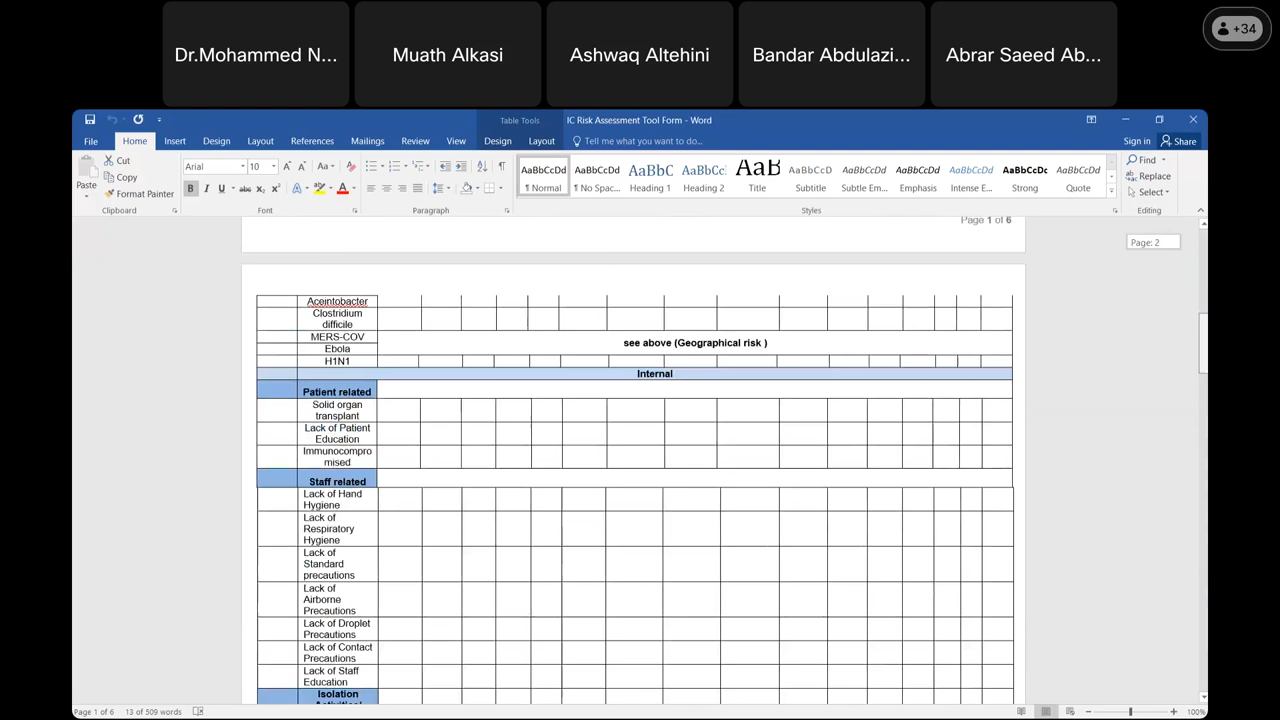 Dr.Mohammed N...
Muath Alkasi
Ashwaq Altehini
Bandar Abdulazi...
Abrar Saeed Ab...
+34
Table Tools
IC Risk Assessment Tool Form - Word
File
Home
Insert
Design
Layout
References
Mailings
Review
View
Design
Layout
Tell me what you want to do...
Sign in
Share
Paste
Cut
Copy
Format Painter
Clipboard
Arial
10
Font
Paragraph
AaBbCcDd
¶ Normal
AaBbCcDd
¶ No Spac...
AaBbC
Heading 1
AaBbCc
Heading 2
AaB
Title
AaBbCcD
Subtitle
AaBbCcDd
Subtle Em...
AaBbCcDd
Emphasis
AaBbCcDd
Intense E...
AaBbCcDc
Strong
AaBbCcDd
Quote
Styles
Find
Replace
Select
Editing
Page 1 of 6
Page: 2
Aceintobacter
Clostridium
difficile
MERS-COV
Ebola
H1N1
see above (Geographical risk )
Internal
Patient related
Solid organ
transplant
Lack of Patient
Education
Immunocompro
mised
Staff related
Lack of Hand
Hygiene
Lack of
Respiratory
Hygiene
Lack of
Standard
precautions
Lack of
Airborne
Precautions
Lack of Droplet
Precautions
Lack of Contact
Precautions
Lack of Staff
Education
Isolation
Activities/
Page 1 of 6
13 of 509 words
100%